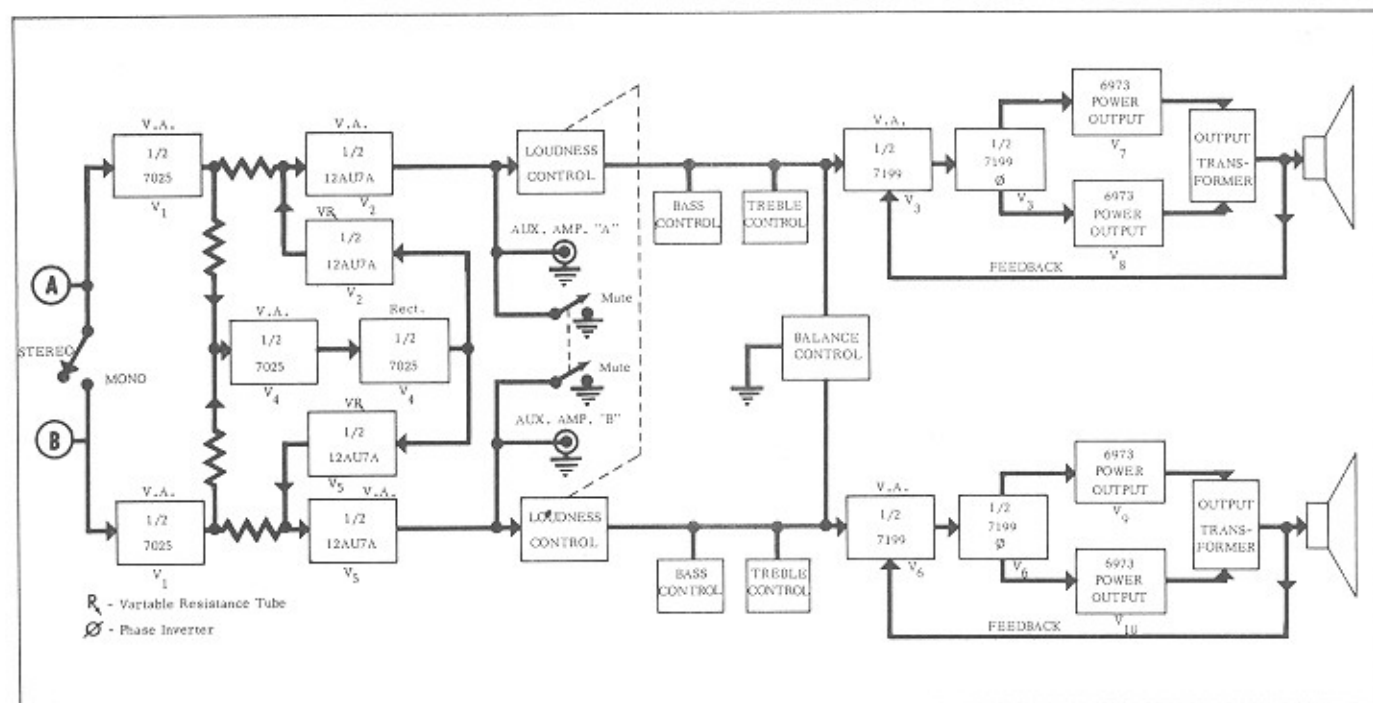 V.A.
1/2
7025
V1
V.A.
1/2
12AU7A
V2
VR
1/2
12AU7A
V2
LOUDNESS
CONTROL
AUX. AMP. "A"
Mute
BASS
CONTROL
TREBLE
CONTROL
V.A.
1/2
7199
V3
1/2
7199
Ø
V3
6973
POWER
OUTPUT
V7
6973
POWER
OUTPUT
V8
OUTPUT
TRANS-
FORMER
FEEDBACK
A
STEREO
MONO
B
V.A.
1/2
7025
V4
Rect.
1/2
7025
V4
Mute
AUX. AMP. "B"
BALANCE
CONTROL
VR
1/2
12AU7A
V5
V.A.
1/2
7025
V1
V.A.
1/2
12AU7A
V5
LOUDNESS
CONTROL
BASS
CONTROL
TREBLE
CONTROL
V.A.
1/2
7199
V6
1/2
7199
Ø
V6
6973
POWER
OUTPUT
V9
6973
POWER
OUTPUT
V10
OUTPUT
TRANS-
FORMER
FEEDBACK
R - Variable Resistance Tube
Ø - Phase Inverter